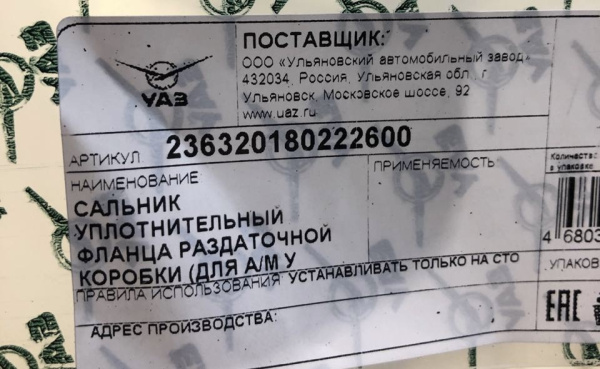 ПОСТАВЩИК:
ООО «Ульяновский автомобильный завод»
432034, Россия, Ульяновская обл., г
Ульяновск, Московское шоссе, 92
www.uaz.ru
УАЗ
АРТИКУЛ 236320180222600
НАИМЕНОВАНИЕ
САЛЬНИК
УПЛОТНИТЕЛЬНЫЙ
ФЛАНЦА РАЗДАТОЧНОЙ
КОРОБКИ (ДЛЯ А/М У
ПРИМЕНЯЕМОСТЬ
Количество
в упаковке
4 6803
ПРАВИЛА ИСПОЛЬЗОВАНИЯ: УСТАНАВЛИВАТЬ ТОЛЬКО НА СТО
УПАКОВ
АДРЕС ПРОИЗВОДСТВА:
EAC